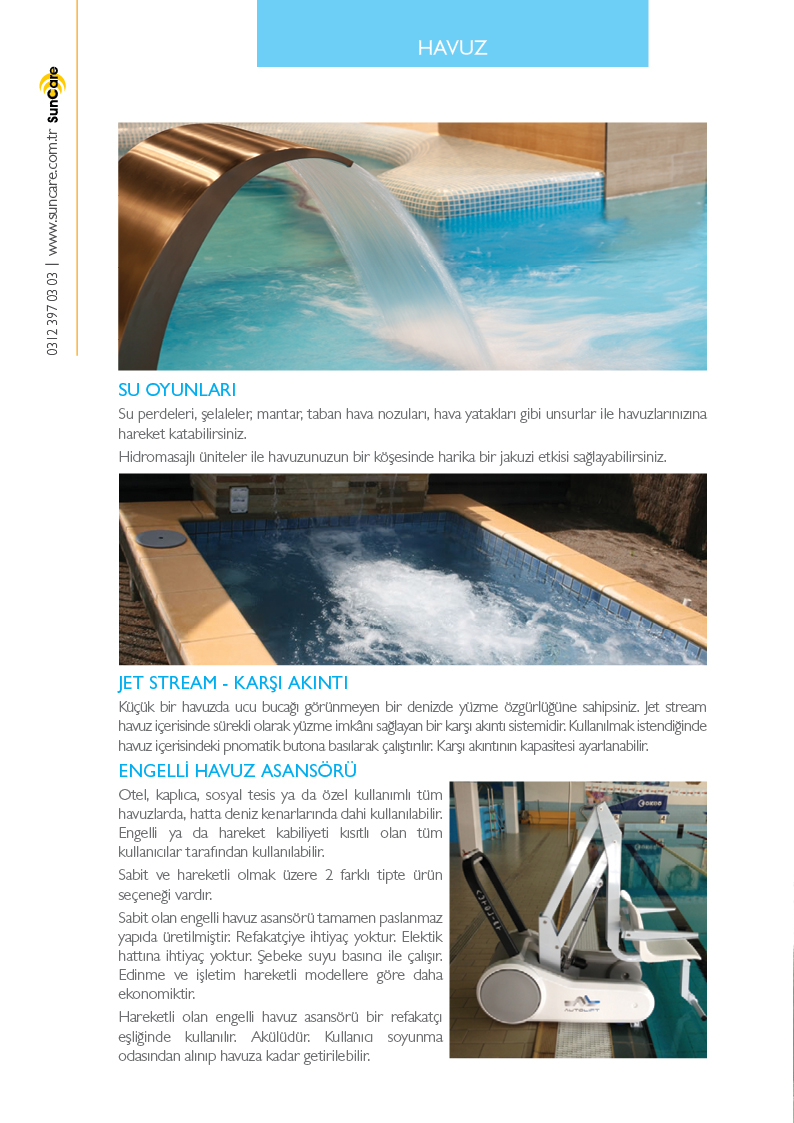 HAVUZ
0312 397 03 03 | www.suncare.com.tr SunCare
SU OYUNLARI
Su perdeleri, şelaleler, mantar, taban hava nozuları, hava yatakları gibi unsurlar ile havuzlarınızına
hareket katabilirsiniz.
Hidromasajlı üniteler ile havuzunuzun bir köşesinde harika bir jakuzi etkisi sağlayabilirsiniz.
JET STREAM - KARŞI AKINTI
Küçük bir havuzda ucu bucağı görünmeyen bir denizde yüzme özgürlüğüne sahipsiniz. Jet stream
havuz içerisinde sürekli olarak yüzme imkânı sağlayan bir karşı akıntı sistemidir. Kullanılmak istendiğinde
havuz içerisindeki pnomatik butona basılarak çalıştırılır. Karşı akıntının kapasitesi ayarlanabilir.
ENGELLİ HAVUZ ASANSÖRÜ
Otel, kaplıca, sosyal tesis ya da özel kullanımlı tüm
havuzlarda, hatta deniz kenarlarında dahi kullanılabilir.
Engelli ya da hareket kabiliyeti kısıtlı olan tüm
kullanıcılar tarafından kullanılabilir.
Sabit ve hareketli olmak üzere 2 farklı tipte ürün
seçeneği vardır.
Sabit olan engelli havuz asansörü tamamen paslanmaz
yapıda üretilmiştir. Refakatçiye ihtiyaç yoktur. Elektik
hattına ihtiyaç yoktur. Şebeke suyu basıncı ile çalışır.
Edinme ve işletim hareketli modellere göre daha
ekonomiktir.
Hareketli olan engelli havuz asansörü bir refakatçı
eşliğinde kullanılır. Akülüdür. Kullanıcı soyunma
odasından alınıp havuza kadar getirilebilir.